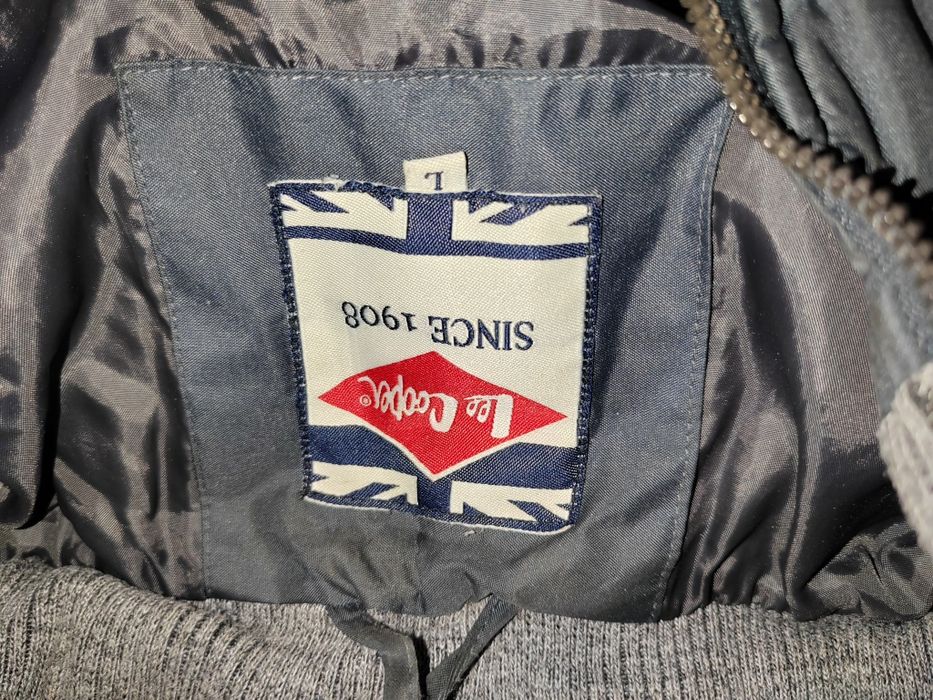 Lee Cooper®
SINCE 1908
L